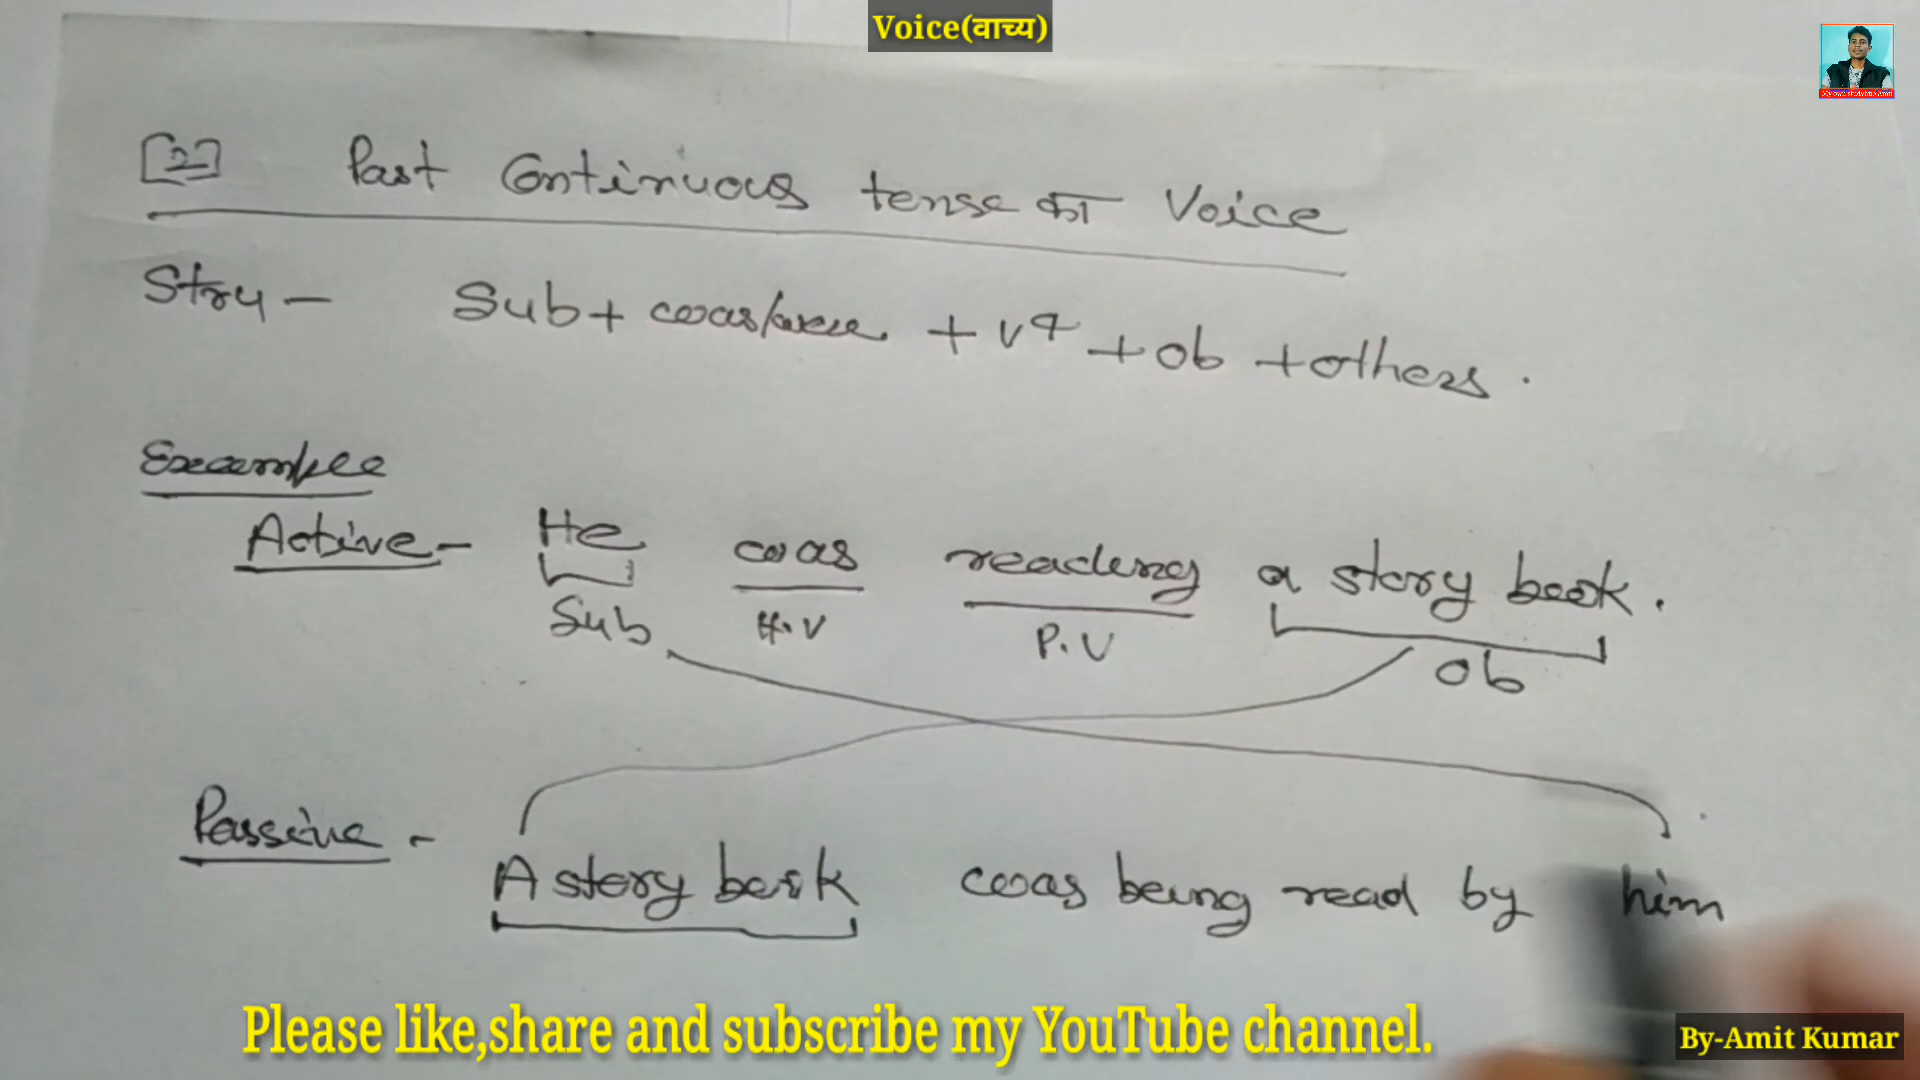 Voice(वाच्य)
[2] Past Continuous tense का Voice
Stru - Sub + was/were + v4 + ob + others.
Example
Active - He was reading a story book.
Sub H.V P.V ob
Passive - A story book was being read by him
Please like,share and subscribe my YouTube channel.
By-Amit Kumar